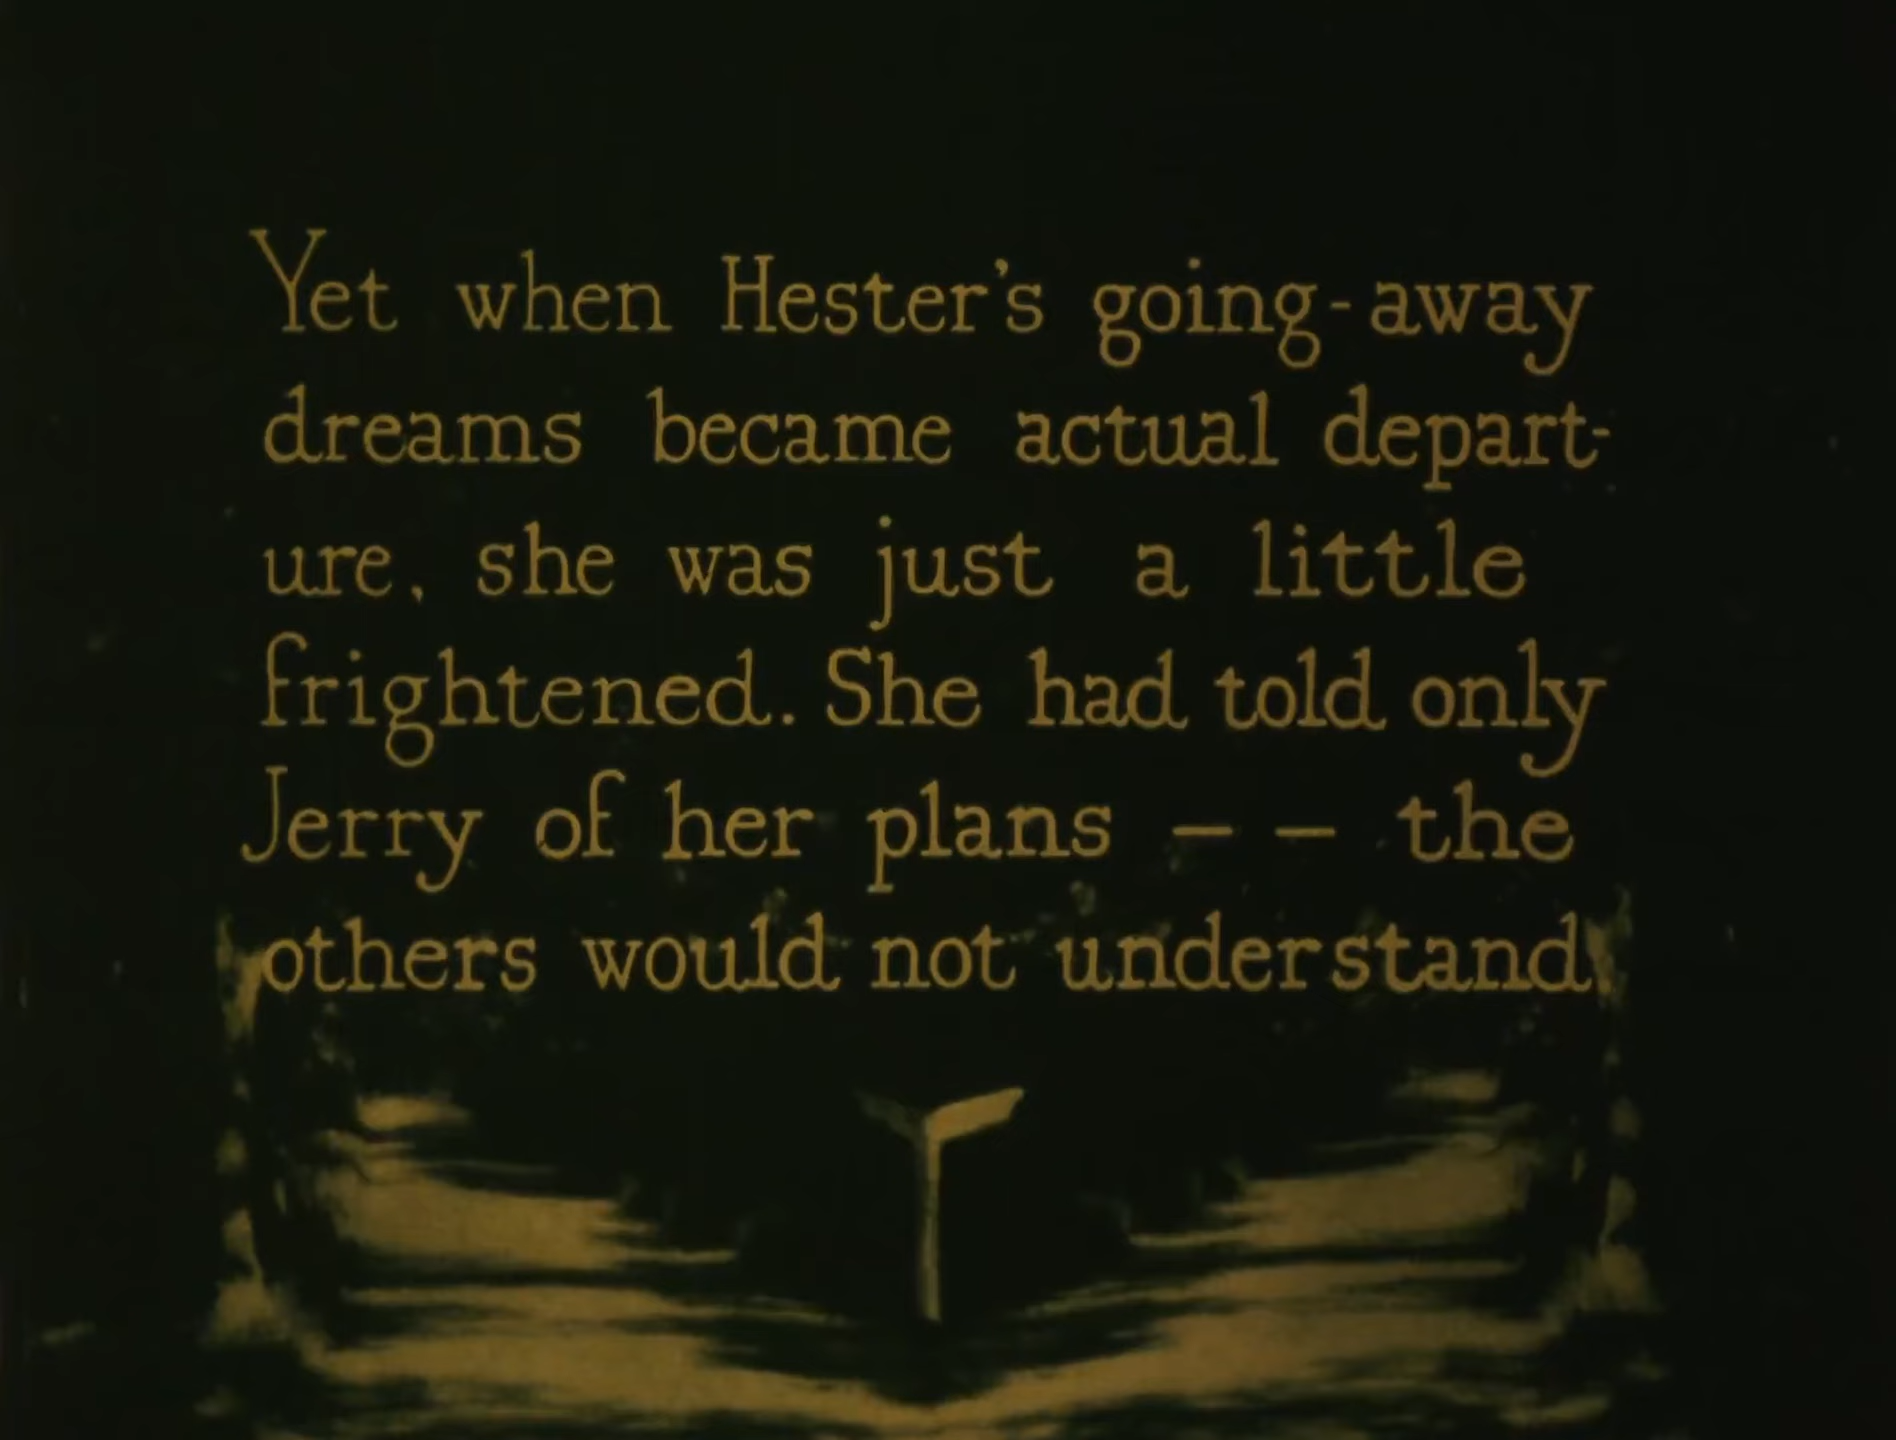 Yet when Hester's going-away
dreams became actual depart-
ure, she was just a little
frightened. She had told only
Jerry of her plans — — the
others would not understand.